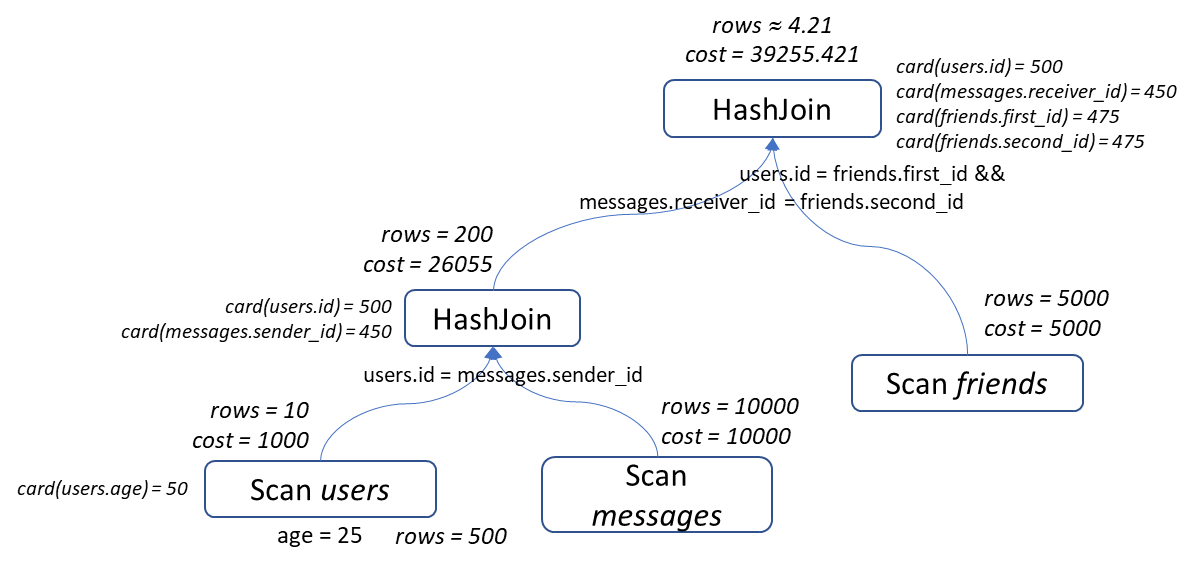 rows ≈ 4.21
cost = 39255.421
HashJoin
card(users.id) = 500
card(messages.receiver_id) = 450
card(friends.first_id) = 475
card(friends.second_id) = 475
users.id = friends.first_id &&
messages.receiver_id = friends.second_id
rows = 200
cost = 26055
card(users.id) = 500
card(messages.sender_id) = 450
HashJoin
rows = 5000
cost = 5000
Scan friends
users.id = messages.sender_id
rows = 10
cost = 1000
rows = 10000
cost = 10000
card(users.age) = 50
Scan users
Scan
messages
age = 25
rows = 500